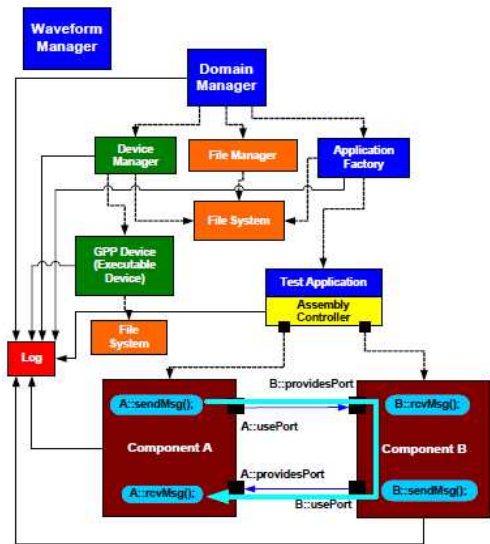 Waveform
Manager
Domain
Manager
Device
Manager
File Manager
Application
Factory
File System
GPP Device
(Executable
Device)
Test Application
Assembly
Controller
File
System
Log
B::providesPort
A::sendMsg();
B::rcvMsg();
A::usePort
Component A
Component B
A::providesPort
A::rcvMsg();
B::sendMsg();
B::usePort